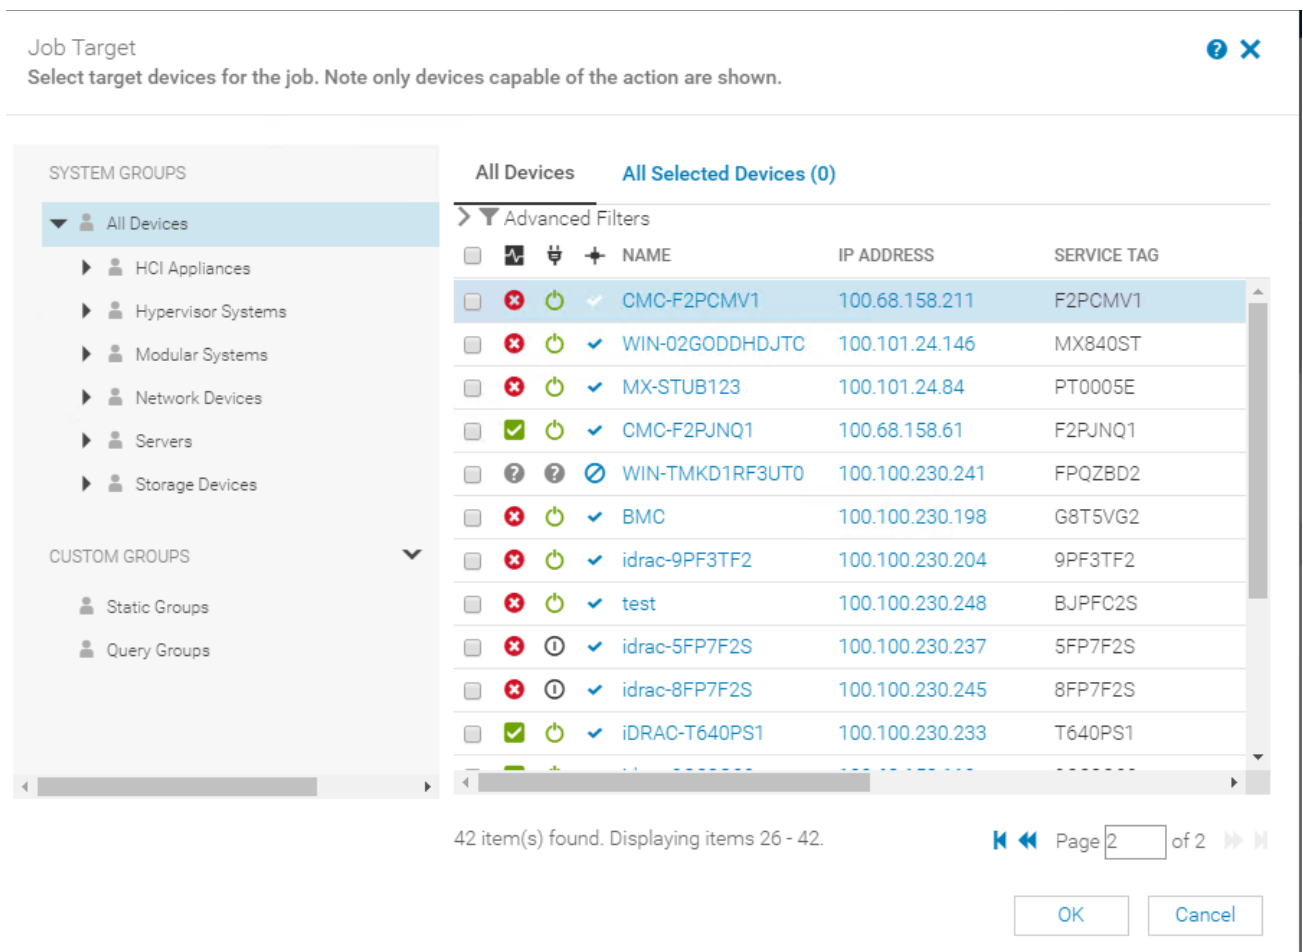 Job Target
Select target devices for the job. Note only devices capable of the action are shown.
SYSTEM GROUPS
All Devices
HCI Appliances
Hypervisor Systems
Modular Systems
Network Devices
Servers
Storage Devices
CUSTOM GROUPS
Static Groups
Query Groups
All Devices All Selected Devices (0)
Advanced Filters
NAME IP ADDRESS SERVICE TAG
CMC-F2PCMV1 100.68.158.211 F2PCMV1
WIN-02GODDHDJTC 100.101.24.146 MX840ST
MX-STUB123 100.101.24.84 PT0005E
CMC-F2PJNQ1 100.68.158.61 F2PJNQ1
WIN-TMKD1RF3UT0 100.100.230.241 FPQZBD2
BMC 100.100.230.198 G8T5VG2
idrac-9PF3TF2 100.100.230.204 9PF3TF2
test 100.100.230.248 BJPFC2S
idrac-5FP7F2S 100.100.230.237 5FP7F2S
idrac-8FP7F2S 100.100.230.245 8FP7F2S
iDRAC-T640PS1 100.100.230.233 T640PS1
42 item(s) found. Displaying items 26 - 42.
Page 2 of 2
OK Cancel